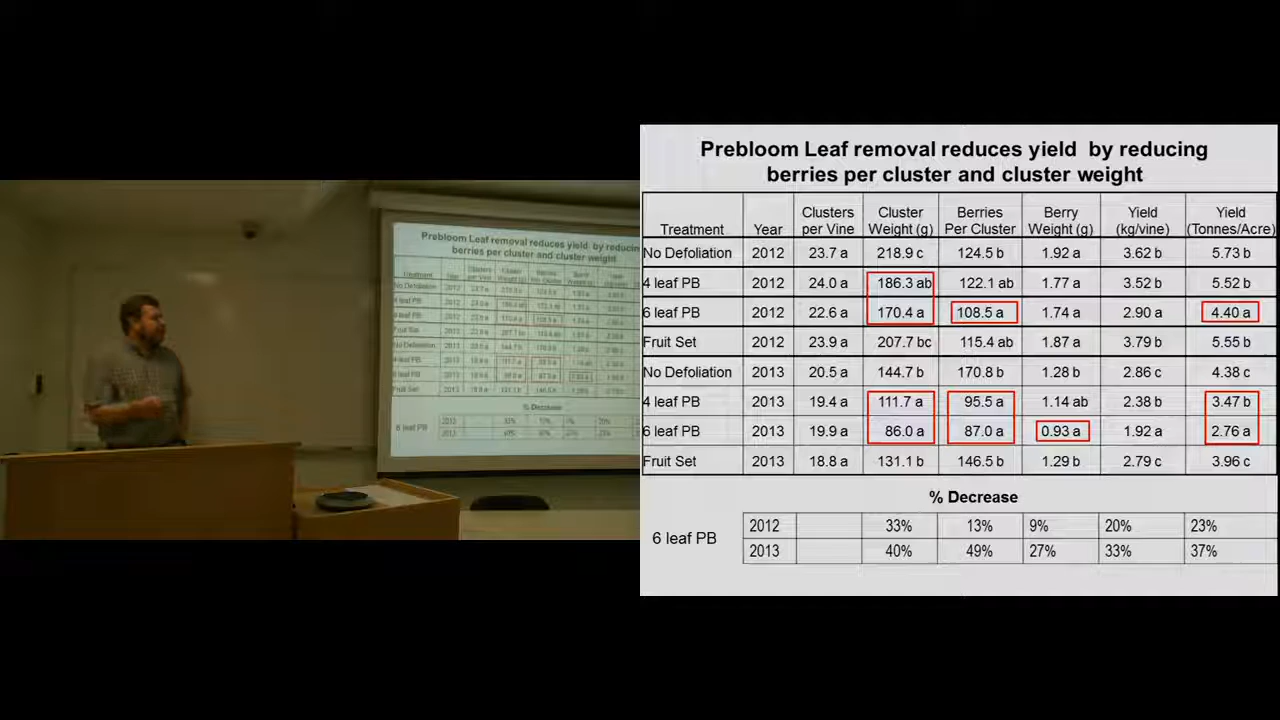 Prebloom Leaf removal reduces yield by reducing
berries per cluster and cluster weight
Treatment Year Clusters per Vine Cluster Weight (g) Berries Per Cluster Berry Weight (g) Yield (kg/vine) Yield (Tonnes/Acre)
No Defoliation 2012 23.7 a 218.9 c 124.5 b 1.92 a 3.62 b 5.73 b
4 leaf PB 2012 24.0 a 186.3 ab 122.1 ab 1.77 a 3.52 b 5.52 b
6 leaf PB 2012 22.6 a 170.4 a 108.5 a 1.74 a 2.90 a 4.40 a
Fruit Set 2012 23.9 a 207.7 bc 115.4 ab 1.87 a 3.79 b 5.55 b
No Defoliation 2013 20.5 a 144.7 b 170.8 b 1.28 b 2.86 c 4.38 c
4 leaf PB 2013 19.4 a 111.7 a 95.5 a 1.14 ab 2.38 b 3.47 b
6 leaf PB 2013 19.9 a 86.0 a 87.0 a 0.93 a 1.92 a 2.76 a
Fruit Set 2013 18.8 a 131.1 b 146.5 b 1.29 b 2.79 c 3.96 c
% Decrease
6 leaf PB
2012 33% 13% 9% 20% 23%
2013 40% 49% 27% 33% 37%
Prebloom Leaf removal reduces yield by reducing
berries per cluster and cluster weight
% Decrease
6 leaf PB